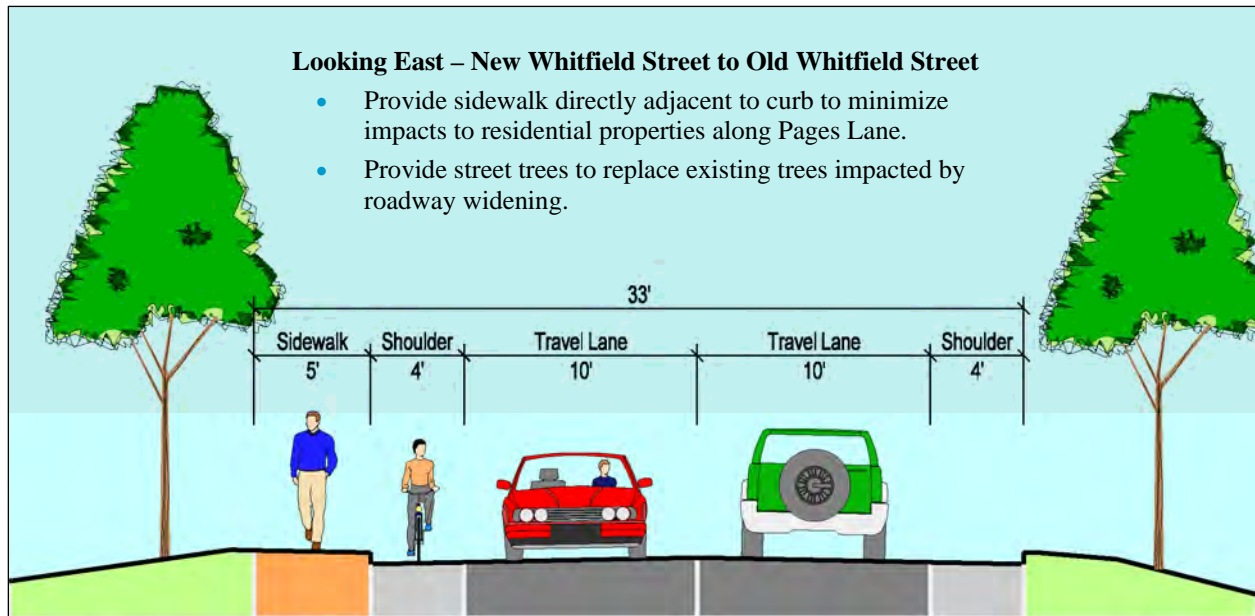 Looking East – New Whitfield Street to Old Whitfield Street
• Provide sidewalk directly adjacent to curb to minimize
impacts to residential properties along Pages Lane.
• Provide street trees to replace existing trees impacted by
roadway widening.
33'
Sidewalk Shoulder Travel Lane Travel Lane Shoulder
5' 4' 10' 10' 4'